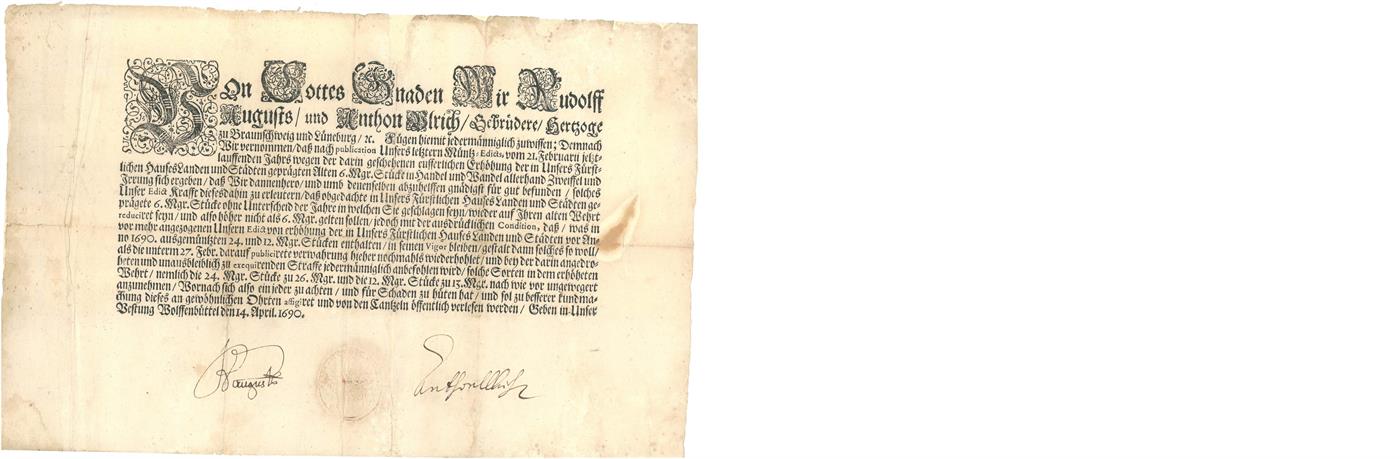 Von Gottes Gnaden Wir Rudolff
Augusts / und Anthon Ulrich / Gebrüdere / Hertzoge
zu Braunschweig und Lüneburg / ꝛc. Fügen hiemit jedermänniglich zuwissen; Demnach
Wir vernommen / daß nach publication Unsers letztern Müntz-Edicts, vom 21. Februarii jetzt-
lauffenden Jahrs wegen der darin geschehenen eusserlichen Erhöhung der in Unsers Fürst-
lichen Hauses Landen und Städten geprägten Alten 6. Mgr. Stücke in Handel und Wandel allerhand Zweiffel und
Irrung sich ergeben / daß Wir dannenhero / und umb denenselben abzuhelffen gnädigst für gut befunden / solches
Unser Edict Krafft dieses dahin zu erleutern / daß obgedachte in Unsers Fürstlichen Hauses Landen und Städten ge-
prägete 6. Mgr. Stücke ohne Unterscheid der Jahre in welchen Sie geschlagen seyn / wieder auf Ihren alten Wehrt
reduciret seyn / und also höher nicht als 6. Mgr. gelten sollen / jedoch mit der ausdrücklichen Condition, daß / was in
vor mehr angezogenen Unsern Edict von erhöhung der in Unsers Fürstlichen Hauses Landen und Städten vor An-
no 1690. ausgemüntzten 24. und 12. Mgr. Stücken enthalten / in seinen Vigor bleiben / gestalt dann solches so woll /
als die unterm 27. Febr. darauf publicirete verwahrung hieher nochmahls wiederhohlet / und bey der darin angedro-
heten und unausbleiblich zu exequirenden Straffe jedermänniglich anbefohlen wird / solche Sorten in dem erhöheten
Wehrt / nemlich die 24. Mgr. Stücke zu 26. Mgr. und die 12. Mgr. Stücke zu 13. Mgr. nach wie vor ungewegert
anzunehmen / Wornach sich also ein jeder zu achten / und für Schaden zu hüten hat / und sol zu besserer kundma-
chung dieses an gewöhnlichen Ohrten affigiret und von den Cantzeln öffentlich verlesen werden / Geben in Unser
Vestung Wolffenbüttel den 14. April. 1690.
R Augusts Anthon Ulrich